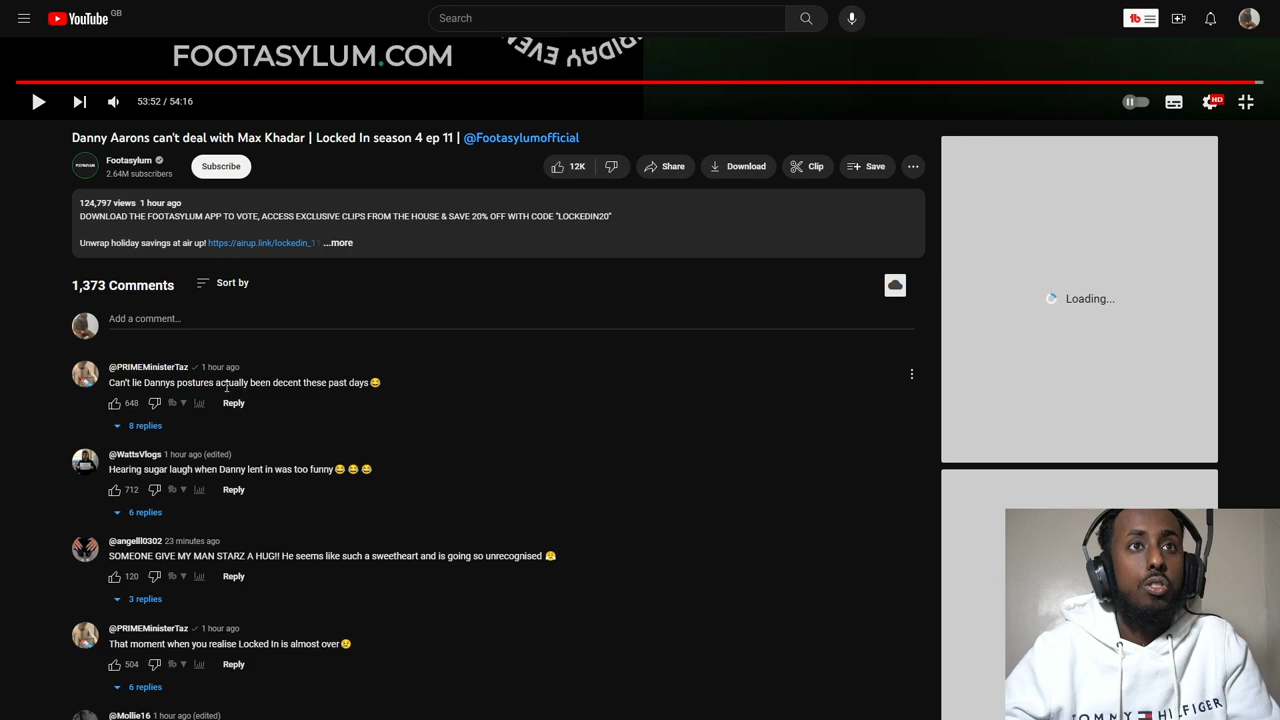 YouTube GB
Search
FOOTASYLUM.COM
53:52 / 54:16
HD
Danny Aarons can't deal with Max Khadar | Locked In season 4 ep 11 | @Footasylumofficial
Footasylum
2.64M subscribers
Subscribe
12K
Share
Download
Clip
Save
124,797 views 1 hour ago
DOWNLOAD THE FOOTASYLUM APP TO VOTE, ACCESS EXCLUSIVE CLIPS FROM THE HOUSE & SAVE 20% OFF WITH CODE "LOCKEDIN20"
Unwrap holiday savings at air up! https://airup.link/lockedin_11 ...more
1,373 Comments
Sort by
Add a comment...
Loading...
@PRIMEMinisterTaz 1 hour ago
Can't lie Dannys postures actually been decent these past days😂
648
Reply
8 replies
@WattsVlogs 1 hour ago (edited)
Hearing sugar laugh when Danny lent in was too funny😂😂😂
712
Reply
6 replies
@angelll0302 23 minutes ago
SOMEONE GIVE MY MAN STARZ A HUG!! He seems like such a sweetheart and is going so unrecognised 😤
120
Reply
3 replies
@PRIMEMinisterTaz 1 hour ago
That moment when you realise Locked In is almost over😢
504
Reply
6 replies
@Mollie16 1 hour ago (edited)
TOMMY HILFIGER